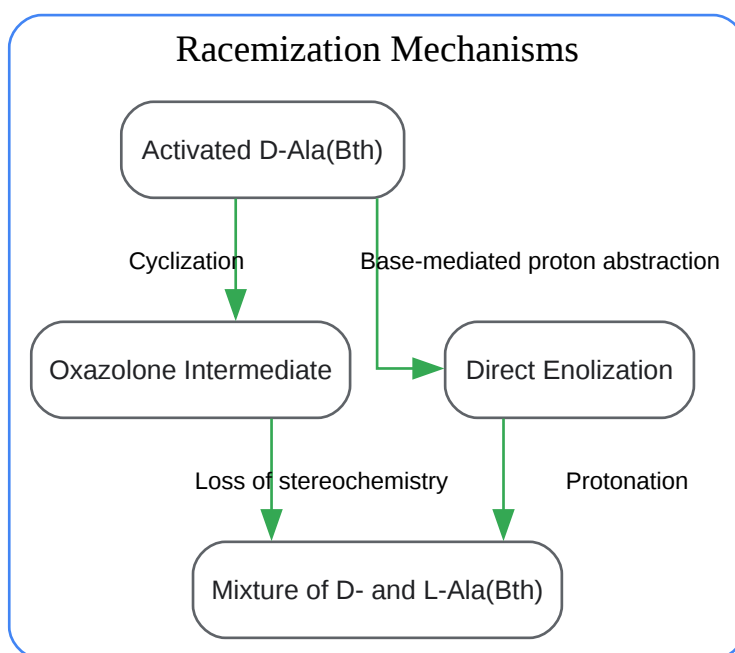 Racemization Mechanisms
Activated D-Ala(Bth)
Cyclization
Base-mediated proton abstraction
Oxazolone Intermediate
Direct Enolization
Loss of stereochemistry
Protonation
Mixture of D- and L-Ala(Bth)